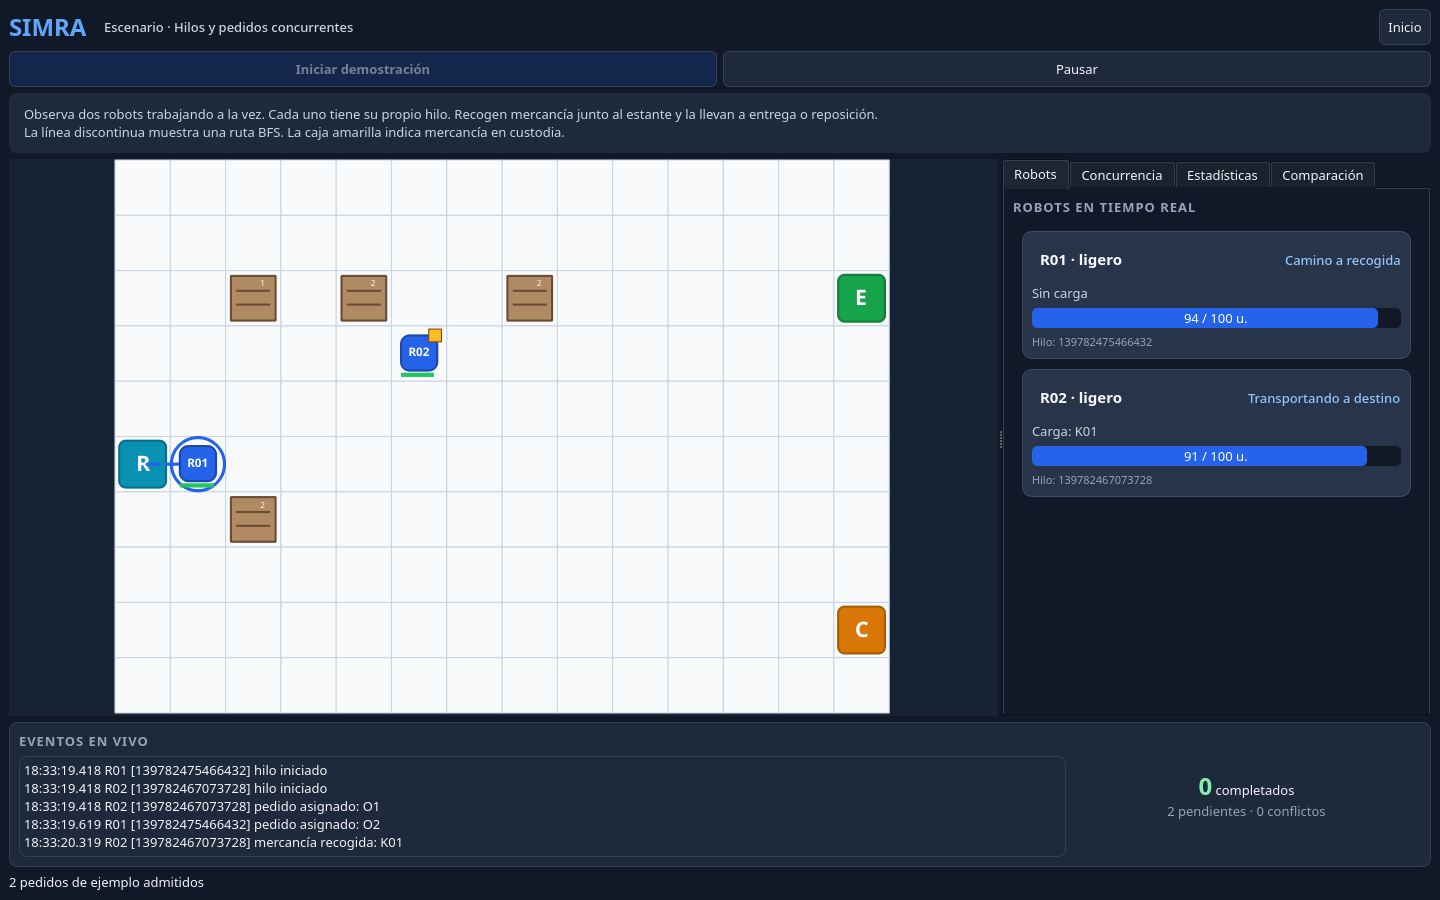 SIMRA
Escenario · Hilos y pedidos concurrentes
Inicio
Iniciar demostración
Pausar
Observa dos robots trabajando a la vez. Cada uno tiene su propio hilo. Recogen mercancía junto al estante y la llevan a entrega o reposición.
La línea discontinua muestra una ruta BFS. La caja amarilla indica mercancía en custodia.
1
2
2
E
R02
R
R01
2
C
Robots
Concurrencia
Estadísticas
Comparación
ROBOTS EN TIEMPO REAL
R01 · ligero
Camino a recogida
Sin carga
94 / 100 u.
Hilo: 139782475466432
R02 · ligero
Transportando a destino
Carga: K01
91 / 100 u.
Hilo: 139782467073728
EVENTOS EN VIVO
18:33:19.418 R01 [139782475466432] hilo iniciado
18:33:19.418 R02 [139782467073728] hilo iniciado
18:33:19.418 R02 [139782467073728] pedido asignado: O1
18:33:19.619 R01 [139782475466432] pedido asignado: O2
18:33:20.319 R02 [139782467073728] mercancía recogida: K01
0 completados
2 pendientes · 0 conflictos
2 pedidos de ejemplo admitidos